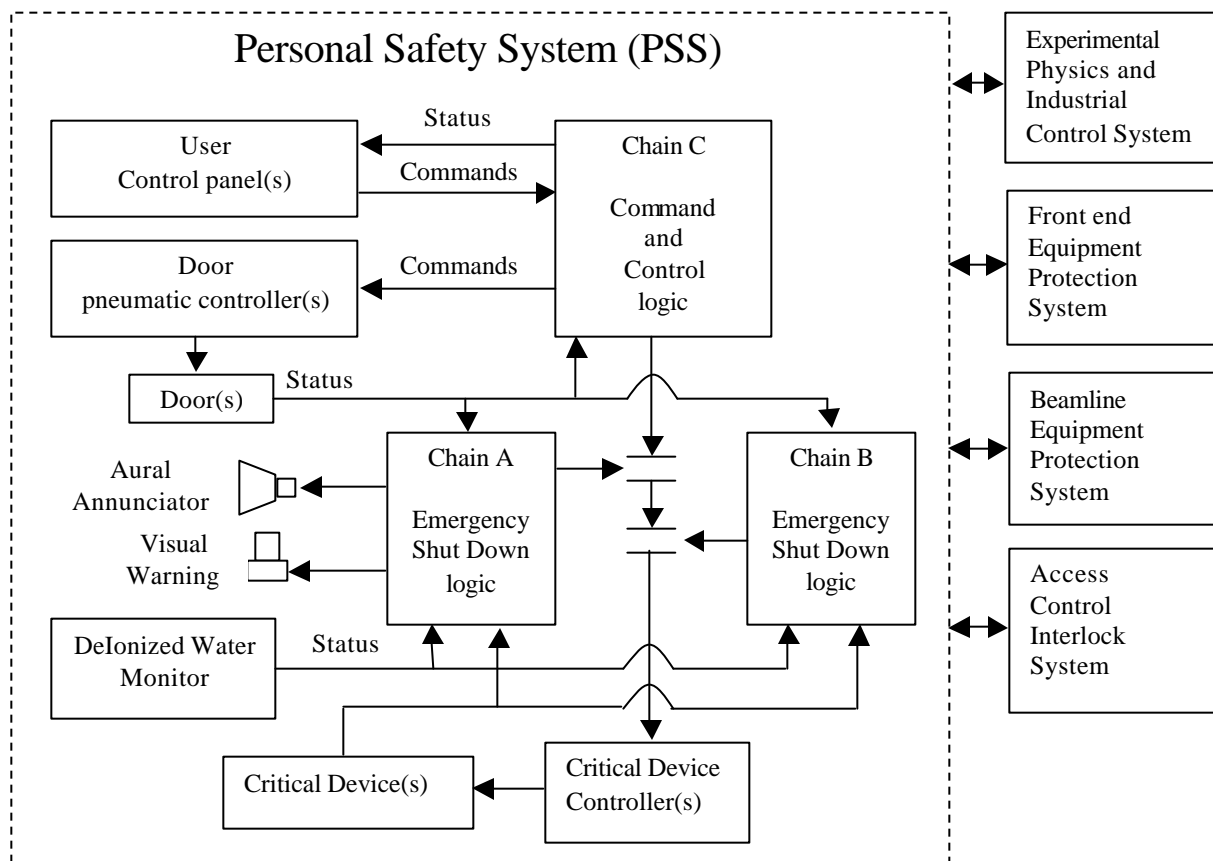 Personal Safety System (PSS)
User
Control panel(s)
Status
Commands
Chain C
Command
and
Control
logic
Door
pneumatic controller(s)
Commands
Door(s)
Status
Aural
Annunciator
Visual
Warning
Chain A
Emergency
Shut Down
logic
Chain B
Emergency
Shut Down
logic
DeIonized Water
Monitor
Status
Critical Device(s)
Critical Device
Controller(s)
Experimental
Physics and
Industrial
Control System
Front end
Equipment
Protection
System
Beamline
Equipment
Protection
System
Access
Control
Interlock
System